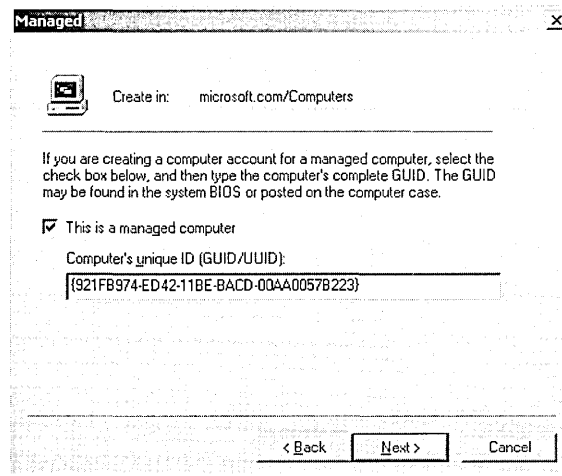 Managed
Create in: microsoft.com/Computers
If you are creating a computer account for a managed computer, select the
check box below, and then type the computer's complete GUID. The GUID
may be found in the system BIOS or posted on the computer case.
This is a managed computer
Computer's unique ID (GUID/UUID):
{921FB974-ED42-11BE-BACD-00AA0057B223}
< Back Next > Cancel